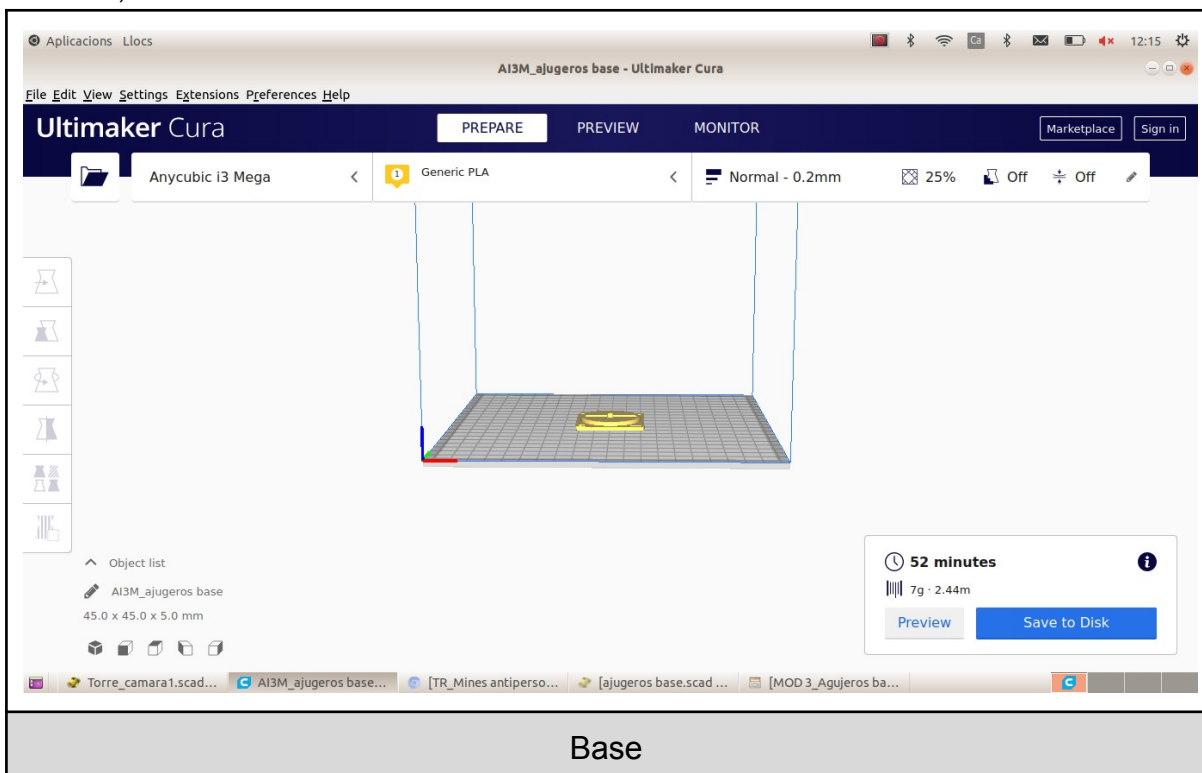 Aplicacions Llocs Ca 12:15
AI3M_ajugeros base - Ultimaker Cura
File Edit View Settings Extensions Preferences Help
Ultimaker Cura PREPARE PREVIEW MONITOR Marketplace Sign in
Anycubic i3 Mega 1 Generic PLA Normal - 0.2mm 25% Off Off
Object list
AI3M_ajugeros base
45.0 x 45.0 x 5.0 mm
52 minutes
7g · 2.44m
Preview Save to Disk
Torre_camara1.scad... AI3M_ajugeros base... [TR_Mines antiperso... [ajugeros base.scad ... [MOD 3_Agujeros ba...
Base